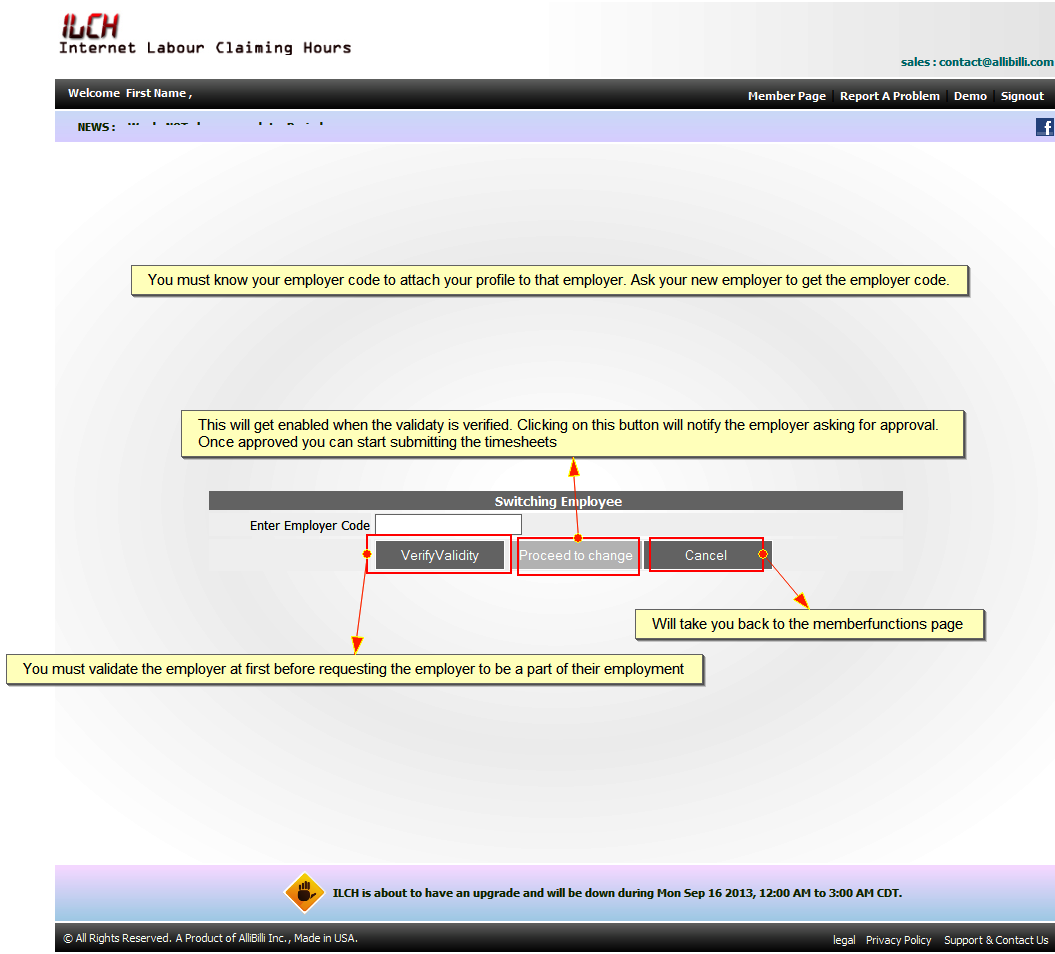 ILCH
Internet Labour Claiming Hours
sales : contact@allibilli.com
Welcome First Name ,
Member Page Report A Problem Demo Signout
NEWS :
You must know your employer code to attach your profile to that employer. Ask your new employer to get the employer code.
This will get enabled when the validaty is verified. Clicking on this button will notify the employer asking for approval.
Once approved you can start submitting the timesheets
Switching Employee
Enter Employer Code
VerifyValidity Proceed to change Cancel
Will take you back to the memberfunctions page
You must validate the employer at first before requesting the employer to be a part of their employment
ILCH is about to have an upgrade and will be down during Mon Sep 16 2013, 12:00 AM to 3:00 AM CDT.
© All Rights Reserved. A Product of AlliBilli Inc., Made in USA.
legal Privacy Policy Support & Contact Us